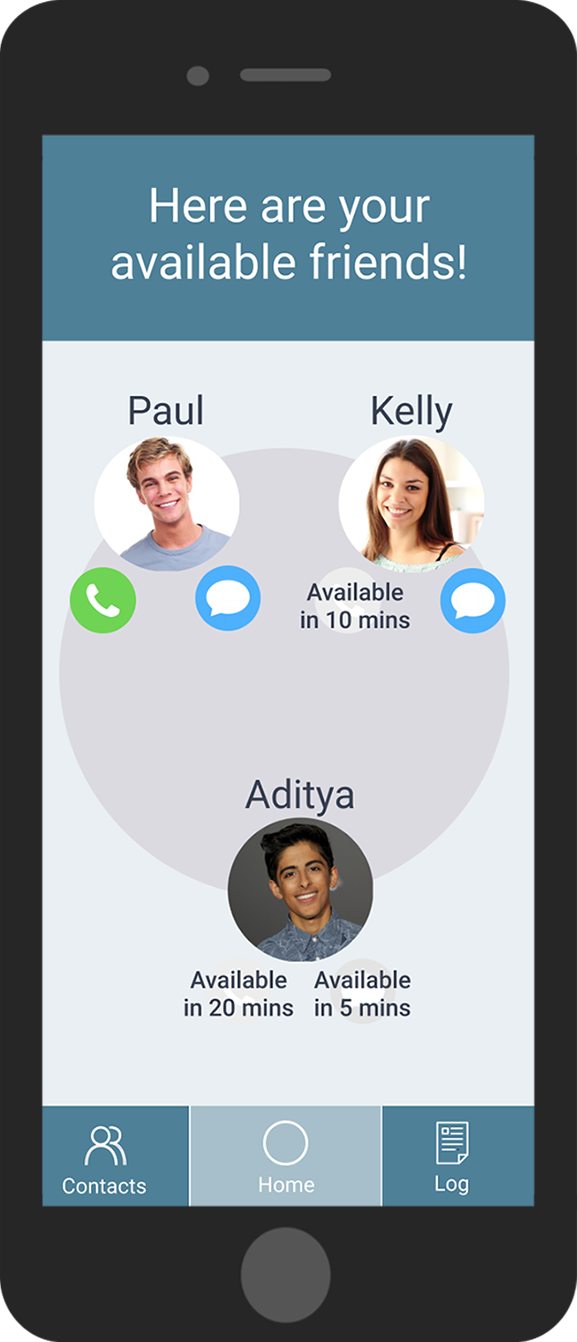 Here are your
available friends!
Paul
Kelly
Available
in 10 mins
Aditya
Available
in 20 mins
Available
in 5 mins
Contacts
Home
Log